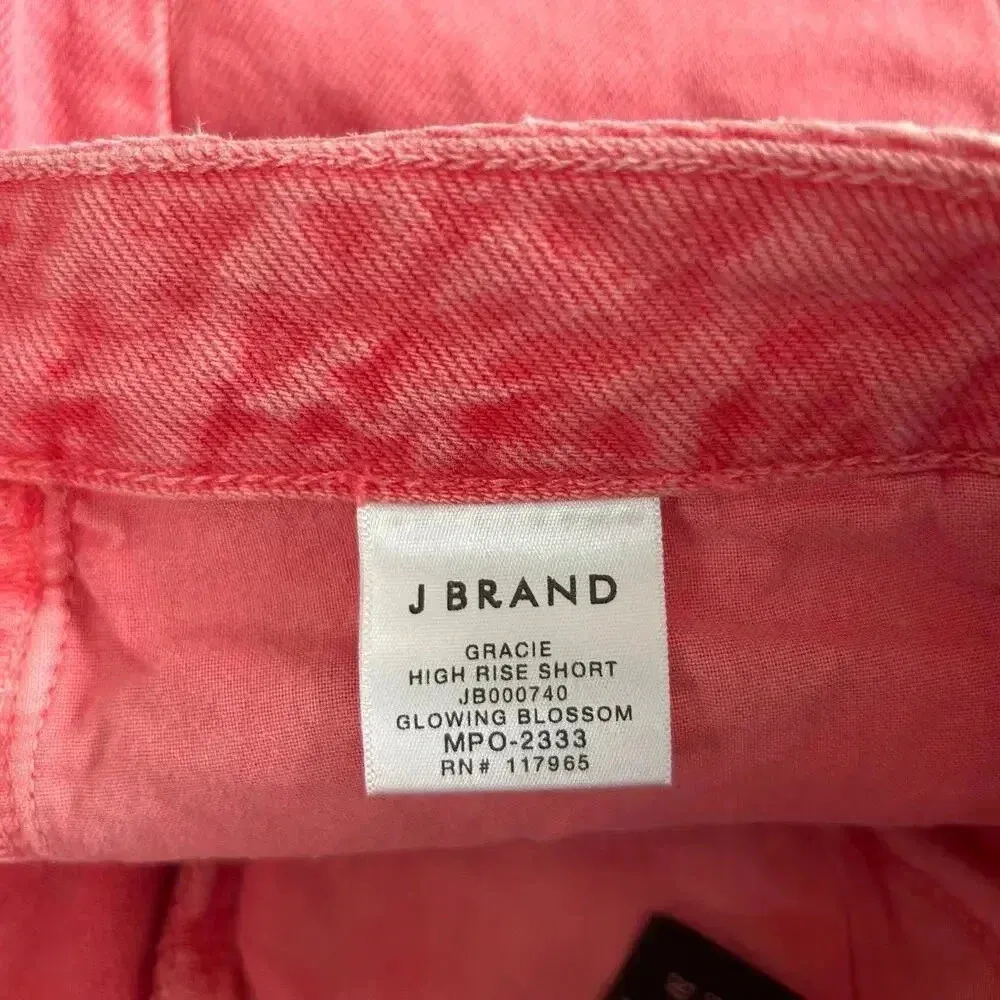 J BRAND
GRACIE
HIGH RISE SHORT
JB000740
GLOWING BLOSSOM
MPO-2333
RN# 117965